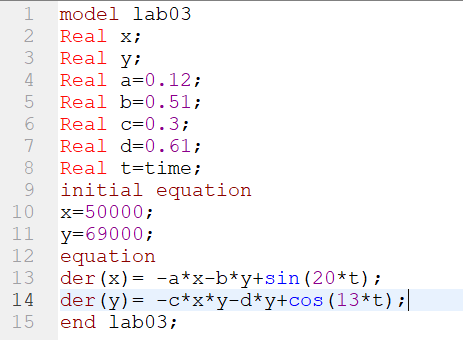 1 model lab03
2 Real x;
3 Real y;
4 Real a=0.12;
5 Real b=0.51;
6 Real c=0.3;
7 Real d=0.61;
8 Real t=time;
9 initial equation
10 x=50000;
11 y=69000;
12 equation
13 der(x)= -a*x-b*y+sin(20*t);
14 der(y)= -c*x*y-d*y+cos(13*t);
15 end lab03;